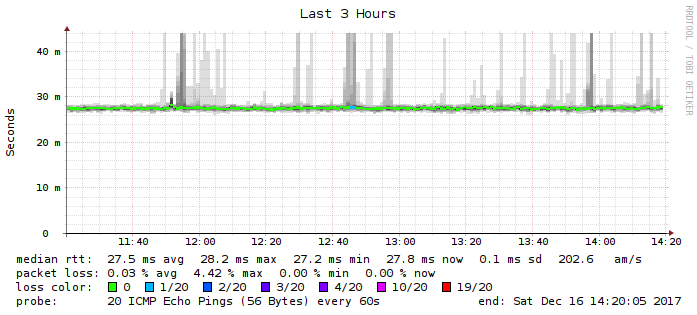 Last 3 Hours
RRDTOOL / TOBI OETIKER
Seconds
40 m
30 m
20 m
10 m
0
11:40 12:00 12:20 12:40 13:00 13:20 13:40 14:00 14:20
median rtt: 27.5 ms avg 28.2 ms max 27.2 ms min 27.8 ms now 0.1 ms sd 202.6 am/s
packet loss: 0.03 % avg 4.42 % max 0.00 % min 0.00 % now
loss color: 0 1/20 2/20 3/20 4/20 10/20 19/20
probe: 20 ICMP Echo Pings (56 Bytes) every 60s end: Sat Dec 16 14:20:05 2017